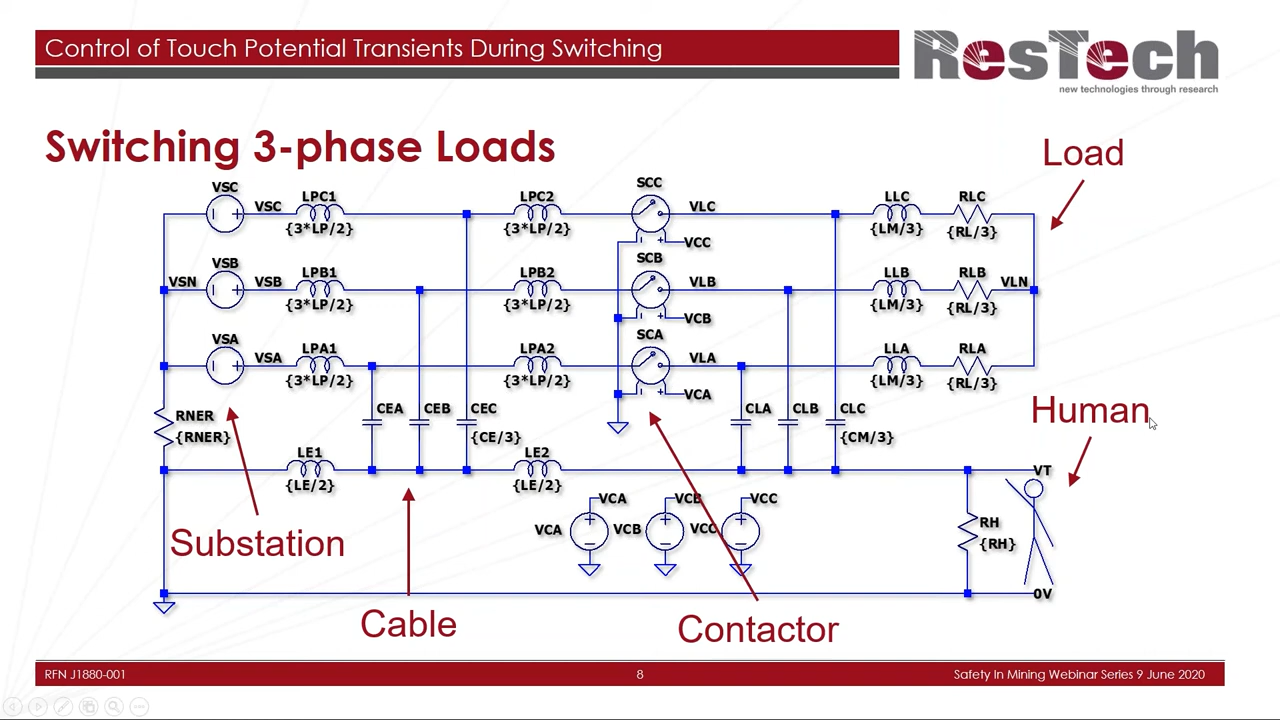 Control of Touch Potential Transients During Switching
ResTech
new technologies through research
Switching 3-phase Loads
Load
VSC
VSC
LPC1
{3*LP/2}
LPC2
{3*LP/2}
SCC
VLC
VCC
LLC
{LM/3}
RLC
{RL/3}
VSN
VSB
VSB
LPB1
{3*LP/2}
LPB2
{3*LP/2}
SCB
VLB
VCB
LLB
{LM/3}
RLB
{RL/3}
VLN
VSA
VSA
LPA1
{3*LP/2}
LPA2
{3*LP/2}
SCA
VLA
VCA
LLA
{LM/3}
RLA
{RL/3}
RNER
{RNER}
CEA
CEB
CEC
{CE/3}
CLA
CLB
CLC
{CM/3}
Human
LE1
{LE/2}
LE2
{LE/2}
VT
VCA
VCA
VCB
VCB
VCC
VCC
RH
{RH}
0V
Substation
Cable
Contactor
RFN J1880-001
8
Safety In Mining Webinar Series 9 June 2020